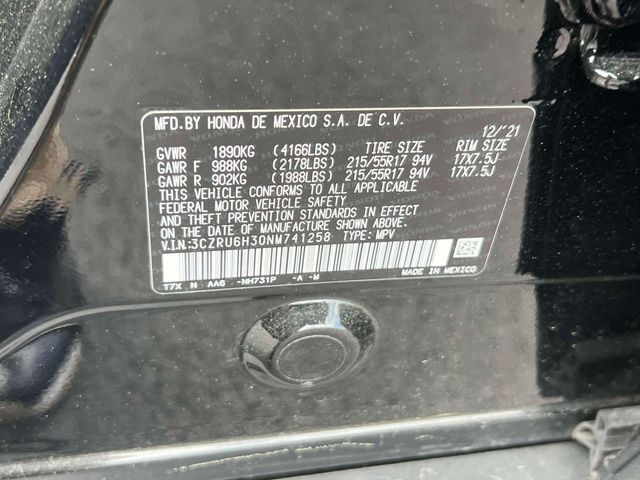 MFD.BY HONDA DE MEXICO S.A. DE C.V.
12/'21
GVWR 1890KG (4166LBS) TIRE SIZE RIM SIZE
GAWR F 988KG (2178LBS) 215/55R17 94V 17X7.5J
GAWR R 902KG (1988LBS) 215/55R17 94V 17X7.5J
THIS VEHICLE CONFORMS TO ALL APPLICABLE
FEDERAL MOTOR VEHICLE SAFETY
AND THEFT PREVENTION STANDARDS IN EFFECT
ON THE DATE OF MANUFACTURE SHOWN ABOVE.
V.I.N:3CZRU6H30NM741258 TYPE: MPV
MADE IN MEXICO
T7X N AA6 -NH731P -A -M